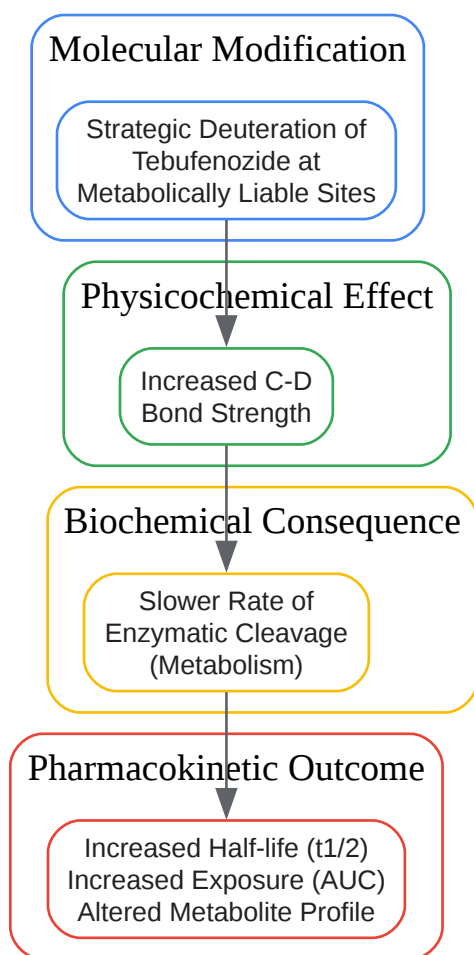 Molecular Modification
Strategic Deuteration of
Tebufenozide at
Metabolically Liable Sites
Physicochemical Effect
Increased C-D
Bond Strength
Biochemical Consequence
Slower Rate of
Enzymatic Cleavage
(Metabolism)
Pharmacokinetic Outcome
Increased Half-life (t1/2)
Increased Exposure (AUC)
Altered Metabolite Profile